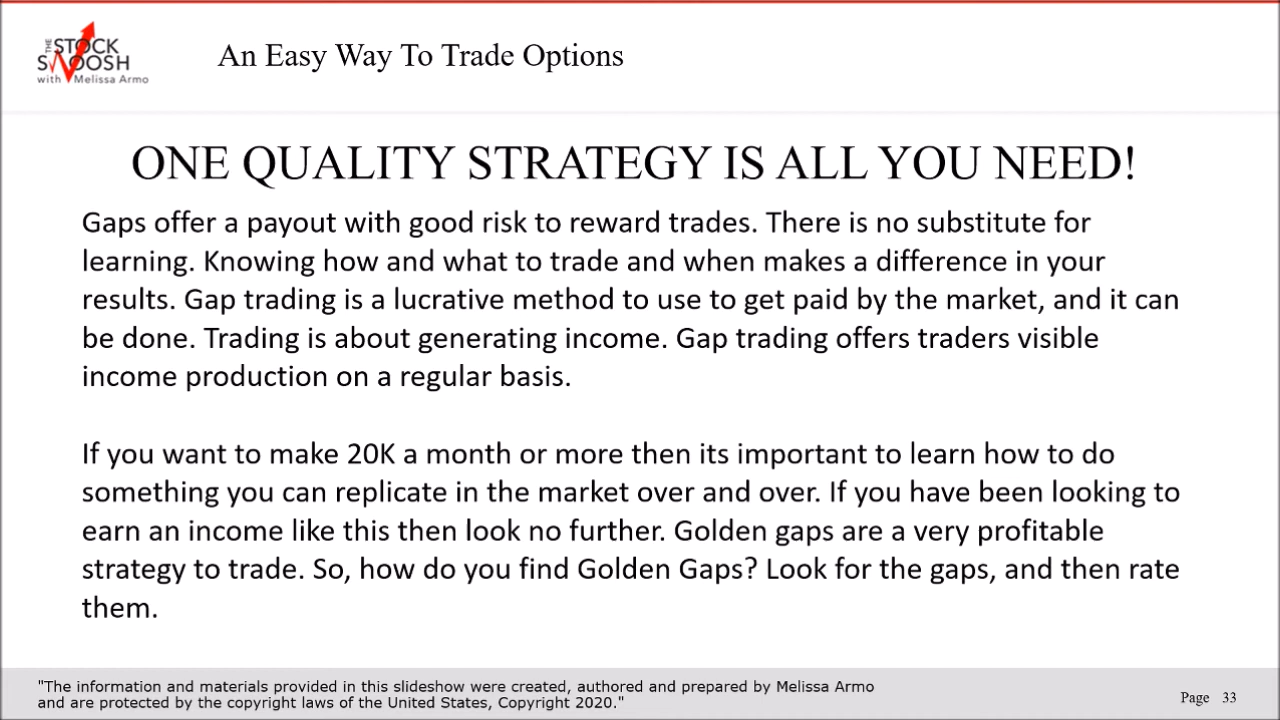 THE
STOCK
SWOOSH
with Melissa Armo
An Easy Way To Trade Options
ONE QUALITY STRATEGY IS ALL YOU NEED!
Gaps offer a payout with good risk to reward trades. There is no substitute for
learning. Knowing how and what to trade and when makes a difference in your
results. Gap trading is a lucrative method to use to get paid by the market, and it can
be done. Trading is about generating income. Gap trading offers traders visible
income production on a regular basis.
If you want to make 20K a month or more then its important to learn how to do
something you can replicate in the market over and over. If you have been looking to
earn an income like this then look no further. Golden gaps are a very profitable
strategy to trade. So, how do you find Golden Gaps? Look for the gaps, and then rate
them.
"The information and materials provided in this slideshow were created, authored and prepared by Melissa Armo
and are protected by the copyright laws of the United States, Copyright 2020."
Page 33